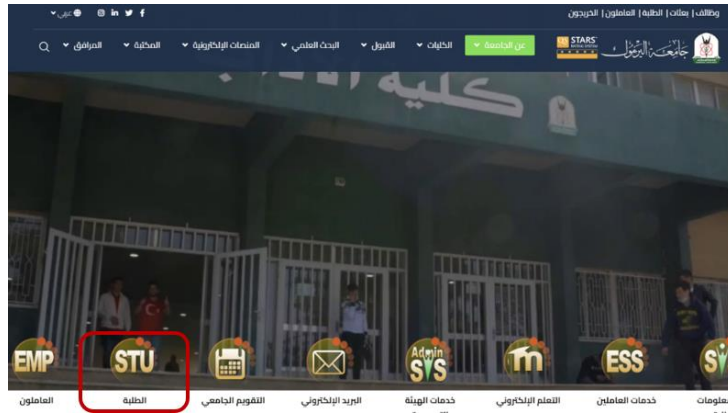 وظائف | بعثات | الطلبة | العاملون | الخريجون
عربي
جامعة اليرموك
STARS
عن الجامعة
الكليات
القبول
البحث العلمي
المنصات الإلكترونية
المكتبة
المرافق
كلية الآداب
ESS
Admin
SIS
STU
EMP
خدمات العاملين
التعلم الإلكتروني
خدمات الهيئة
البريد الإلكتروني
التقويم الجامعي
الطلبة
العاملون